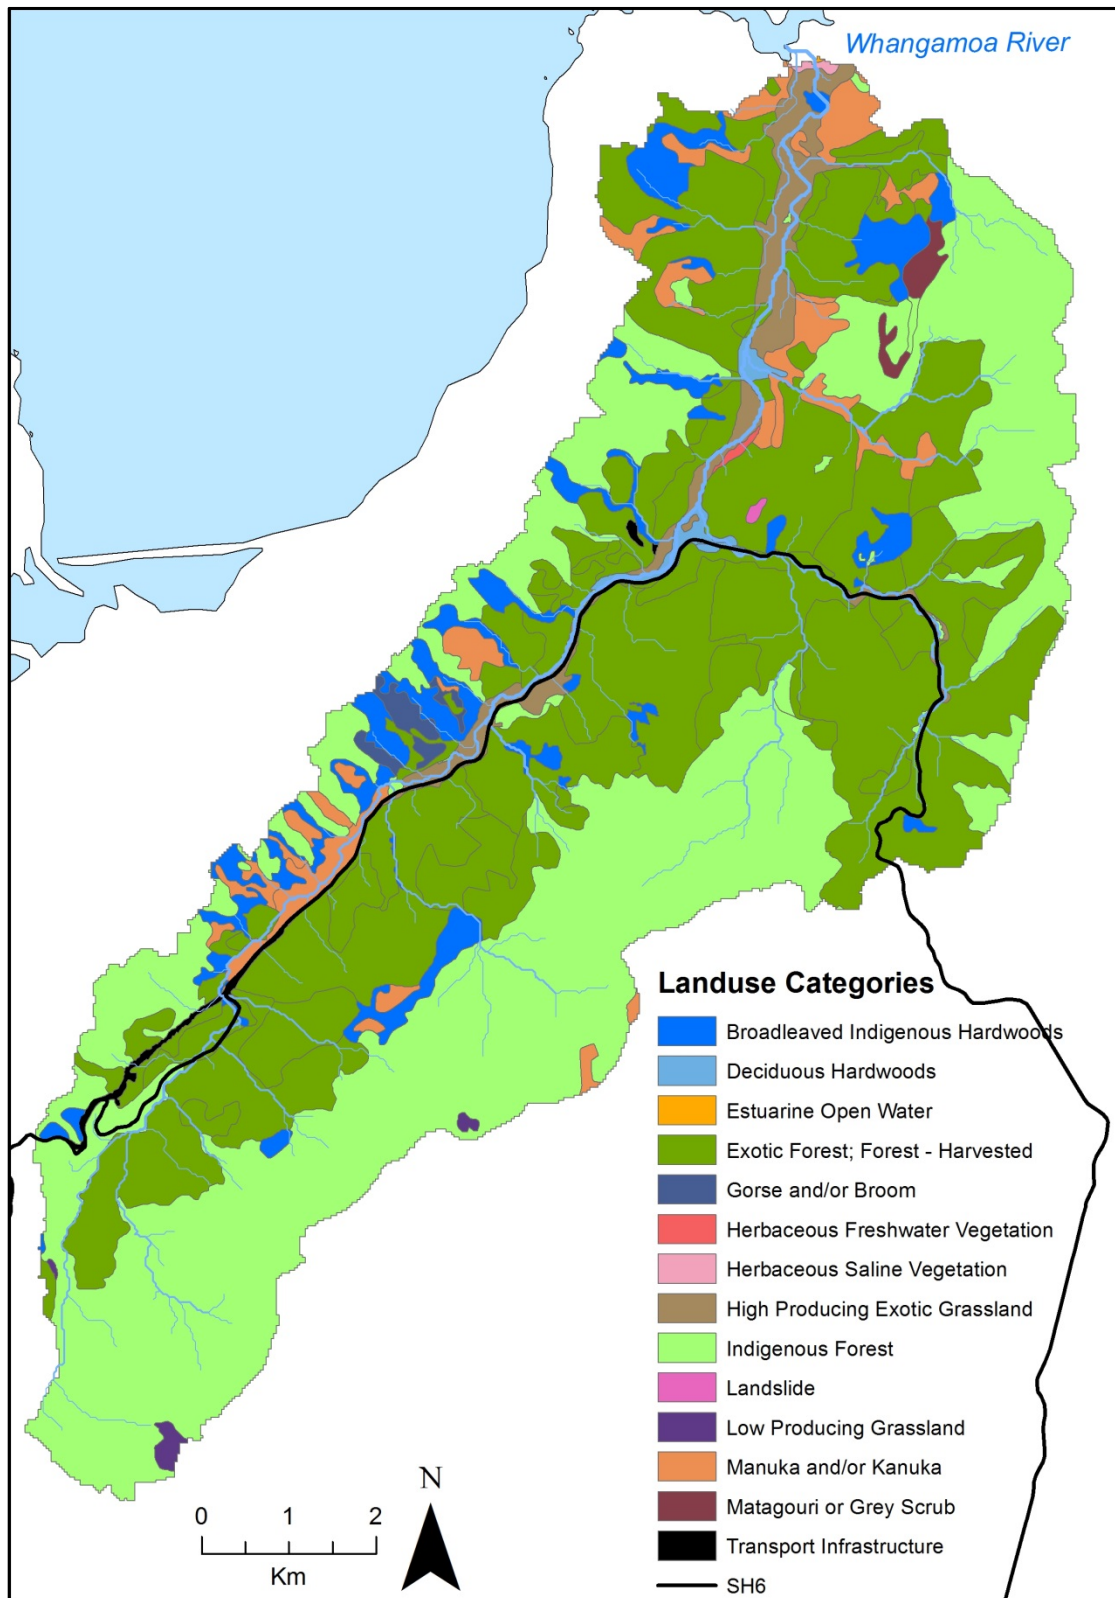 Whangamoa River
Landuse Categories
Broadleaved Indigenous Hardwoods
Deciduous Hardwoods
Estuarine Open Water
Exotic Forest; Forest - Harvested
Gorse and/or Broom
Herbaceous Freshwater Vegetation
Herbaceous Saline Vegetation
High Producing Exotic Grassland
Indigenous Forest
Landslide
Low Producing Grassland
Manuka and/or Kanuka
Matagouri or Grey Scrub
Transport Infrastructure
SH6
N
0 1 2
Km